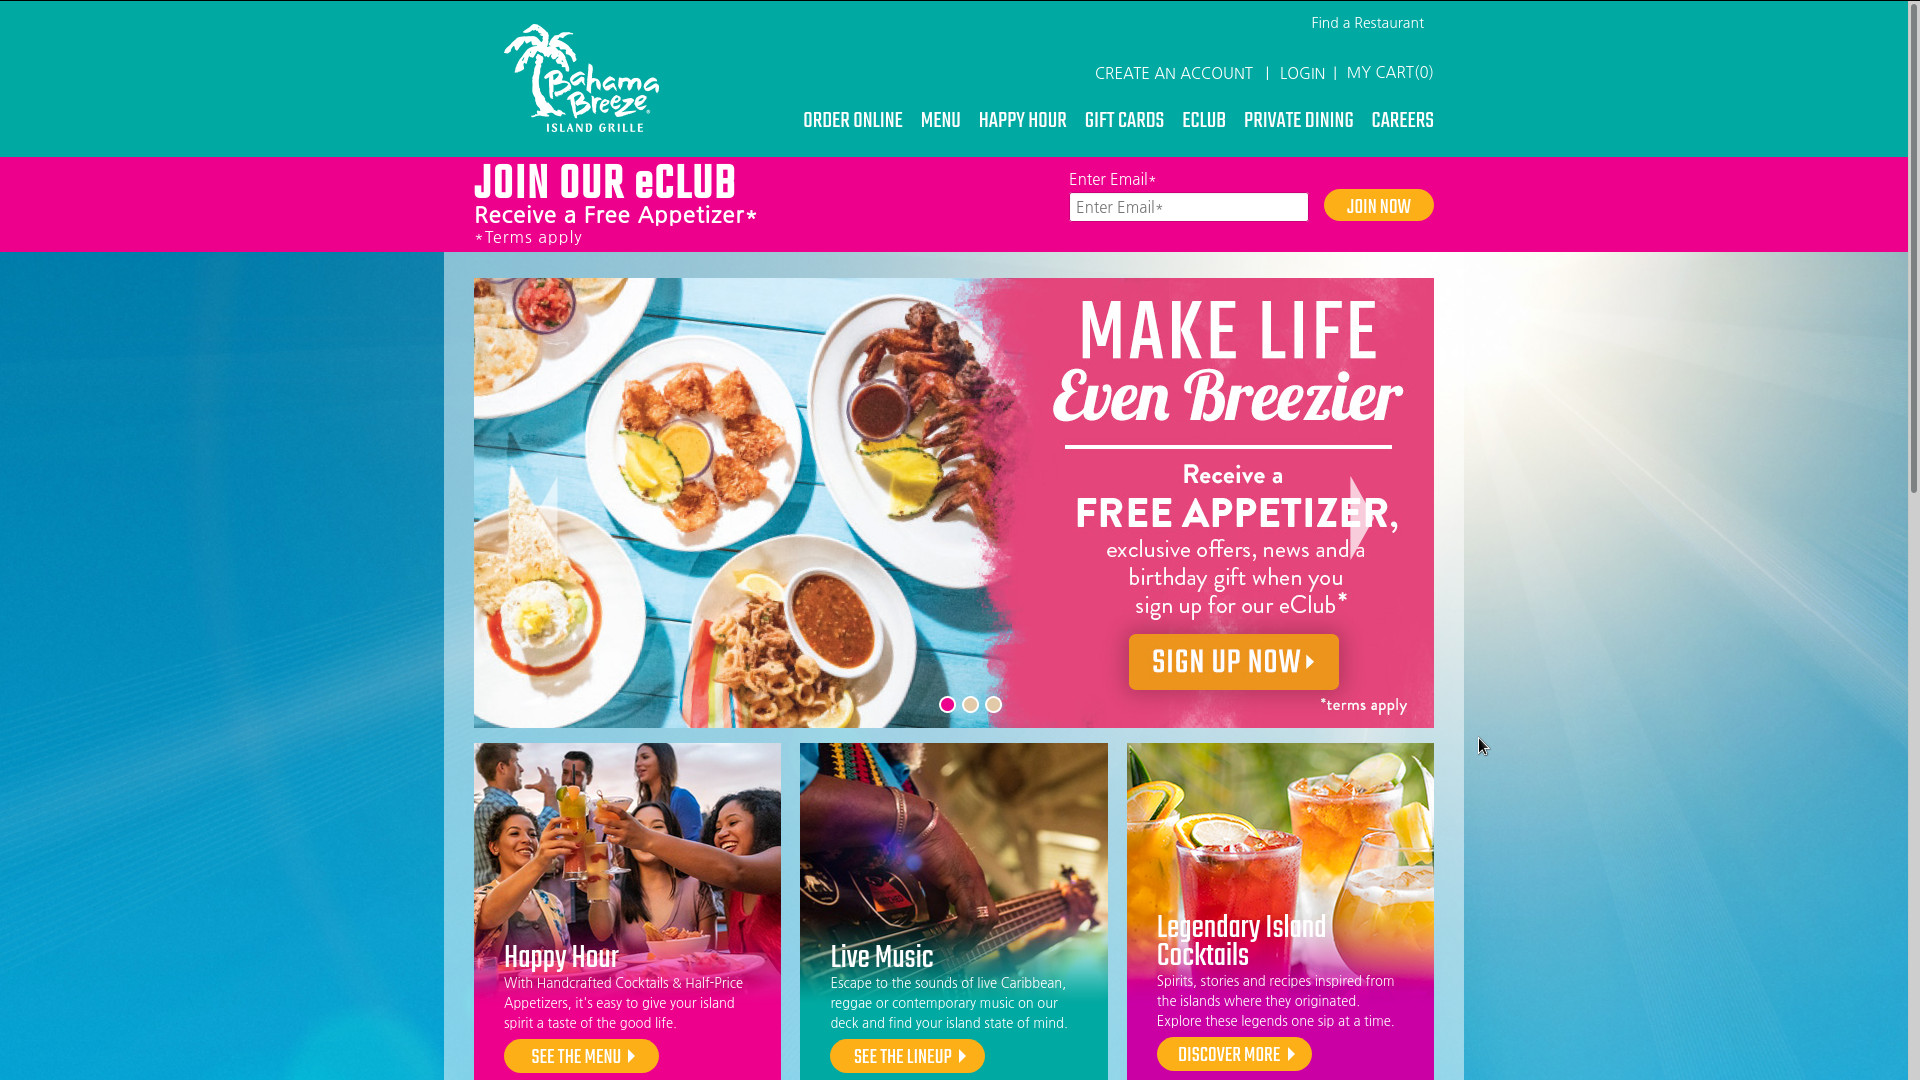 Find a Restaurant
Bahama
Breeze
ISLAND GRILLE
CREATE AN ACCOUNT | LOGIN | MY CART(0)
ORDER ONLINE MENU HAPPY HOUR GIFT CARDS ECLUB PRIVATE DINING CAREERS
JOIN OUR eCLUB
Receive a Free Appetizer*
*Terms apply
Enter Email*
Enter Email*
JOIN NOW
MAKE LIFE
Even Breezier
Receive a
FREE APPETIZER,
exclusive offers, news and a
birthday gift when you
sign up for our eClub*
SIGN UP NOW
*terms apply
Happy Hour
With Handcrafted Cocktails & Half-Price
Appetizers, it's easy to give your island
spirit a taste of the good life.
SEE THE MENU
Live Music
Escape to the sounds of live Caribbean,
reggae or contemporary music on our
deck and find your island state of mind.
SEE THE LINEUP
Legendary Island
Cocktails
Spirits, stories and recipes inspired from
the islands where they originated.
Explore these legends one sip at a time.
DISCOVER MORE